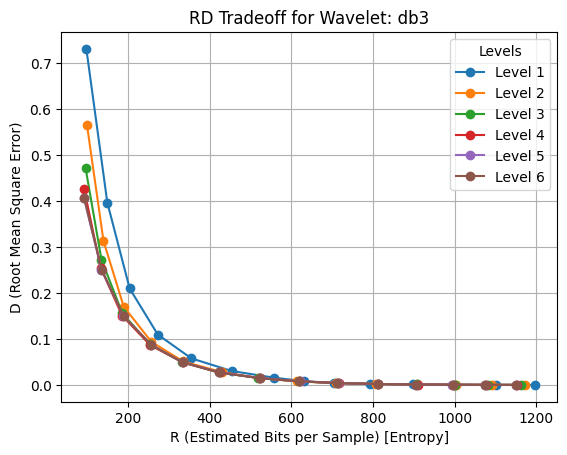 RD Tradeoff for Wavelet: db3
Levels
Level 1
Level 2
Level 3
Level 4
Level 5
Level 6
D (Root Mean Square Error)
0.7
0.6
0.5
0.4
0.3
0.2
0.1
0.0
200 400 600 800 1000 1200
R (Estimated Bits per Sample) [Entropy]